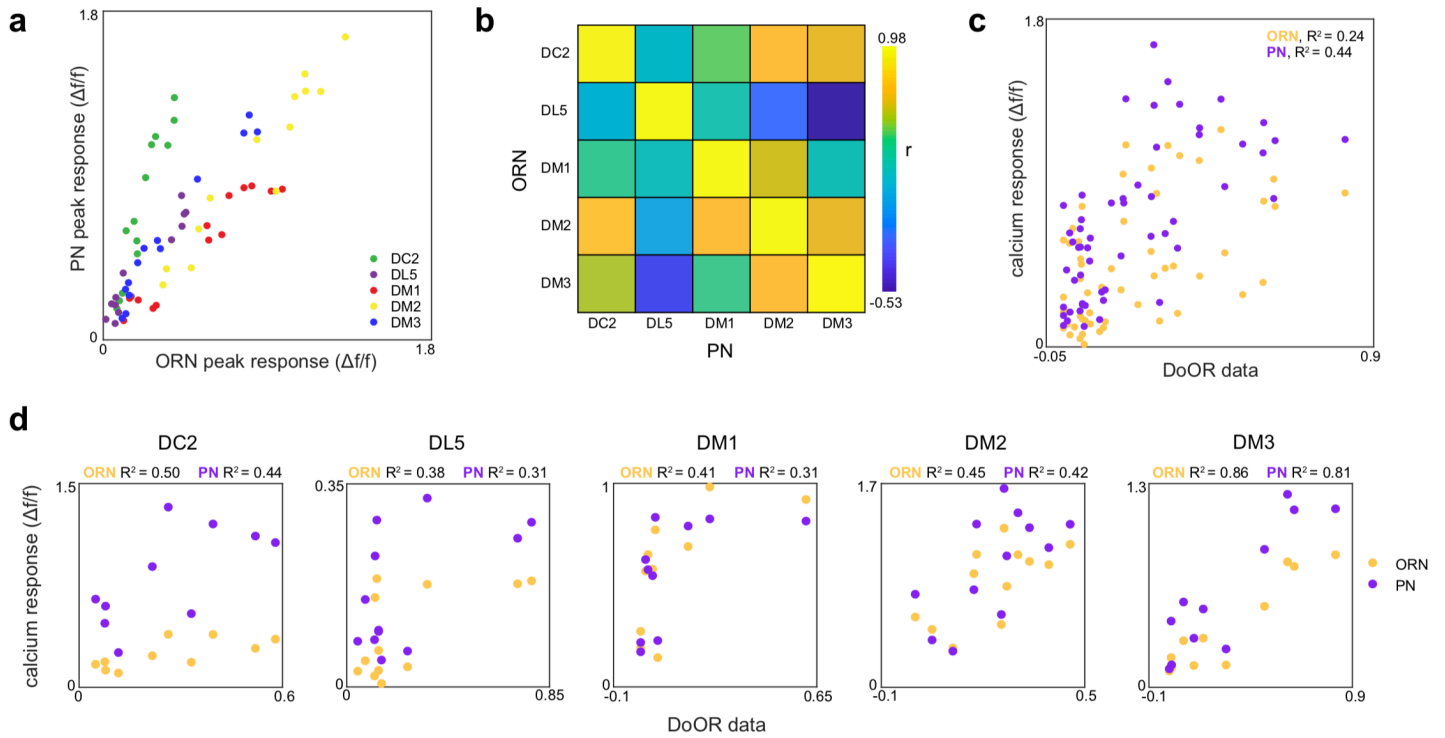 a
1.8
PN peak response (Δf/f)
0
0
1.8
ORN peak response (Δf/f)
DC2
DL5
DM1
DM2
DM3
b
ORN
DC2
DL5
DM1
DM2
DM3
DC2 DL5 DM1 DM2 DM3
PN
0.98
r
-0.53
c
1.8
ORN, R² = 0.24
PN, R² = 0.44
calcium response (Δf/f)
0
-0.05
0.9
DoOR data
d
calcium response (Δf/f)
DC2
ORN R² = 0.50 PN R² = 0.44
1.5
0
0
0.6
DL5
ORN R² = 0.38 PN R² = 0.31
0.35
0
0
0.85
DM1
ORN R² = 0.41 PN R² = 0.31
1
0
-0.1
0.65
DM2
ORN R² = 0.45 PN R² = 0.42
1.7
0
-0.1
0.5
DM3
ORN R² = 0.86 PN R² = 0.81
1.3
0
-0.1
0.9
ORN
PN
DoOR data